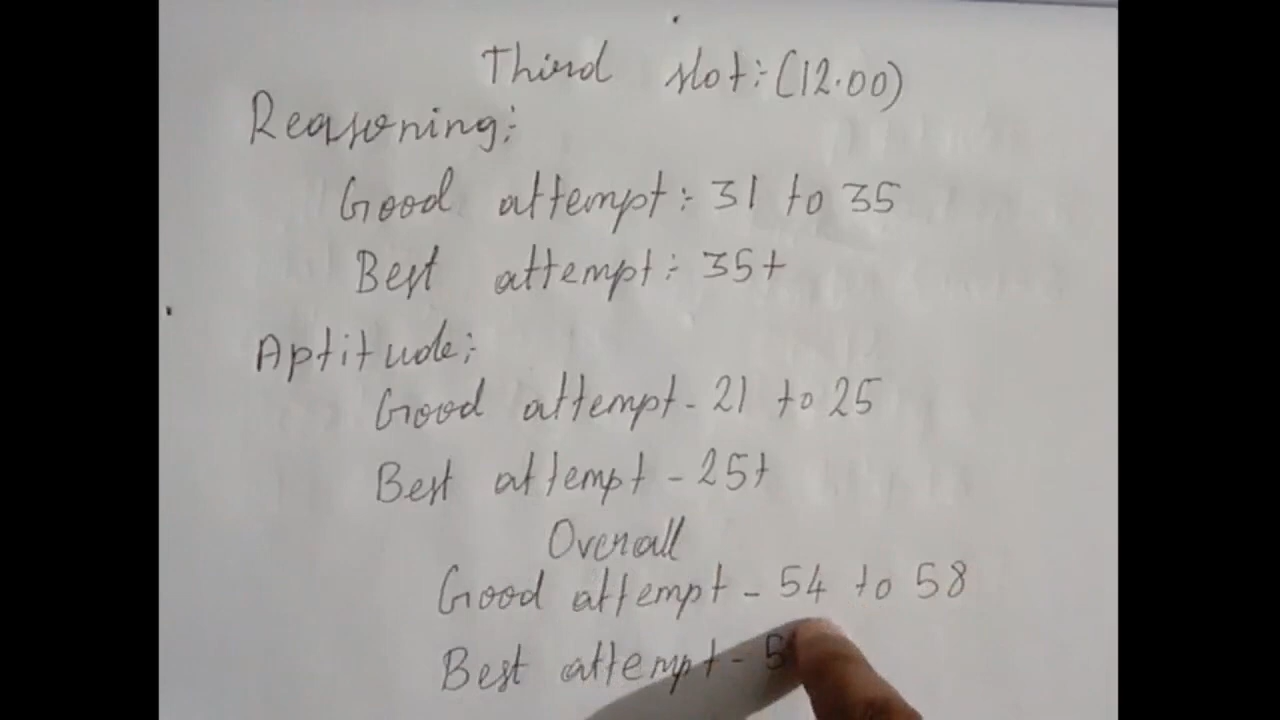 Third slot:-(12.00)
Reasoning:-
Good attempt:- 31 to 35
Best attempt:- 35+
Aptitude:-
Good attempt - 21 to 25
Best attempt - 25+
Overall
Good attempt - 54 to 58
Best attempt -